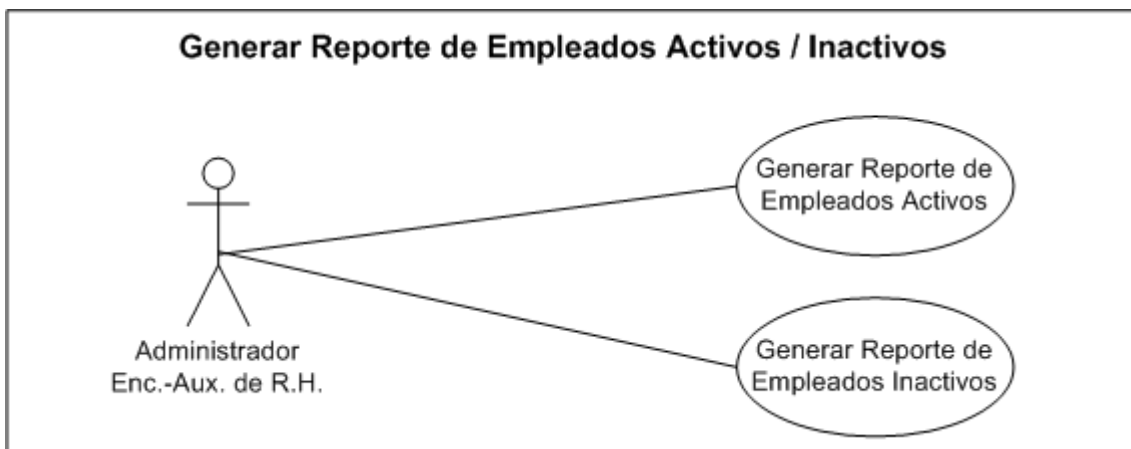 Generar Reporte de Empleados Activos / Inactivos
Generar Reporte de
Empleados Activos
Administrador
Enc.-Aux. de R.H.
Generar Reporte de
Empleados Inactivos